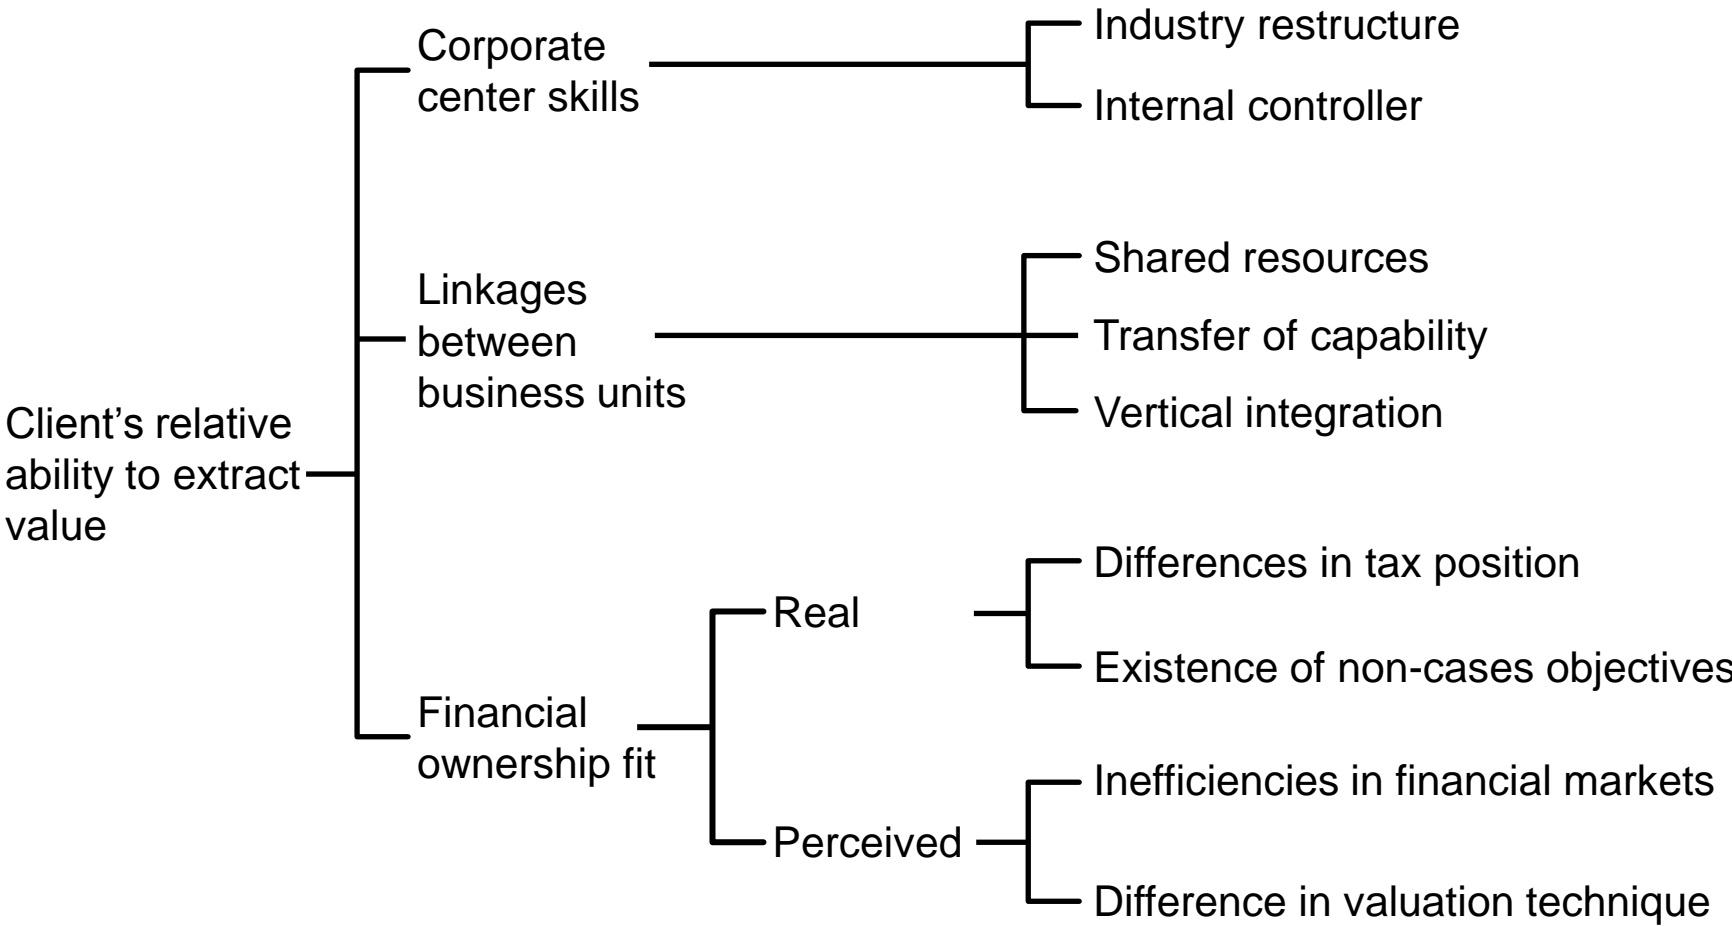 Industry restructure
Corporate
center skills
Internal controller
Shared resources
Linkages
between
business units
Transfer of capability
Vertical integration
Client’s relative
ability to extract
value
Differences in tax position
Real
Existence of non-cases objectives
Financial
ownership fit
Inefficiencies in financial markets
Perceived
Difference in valuation technique